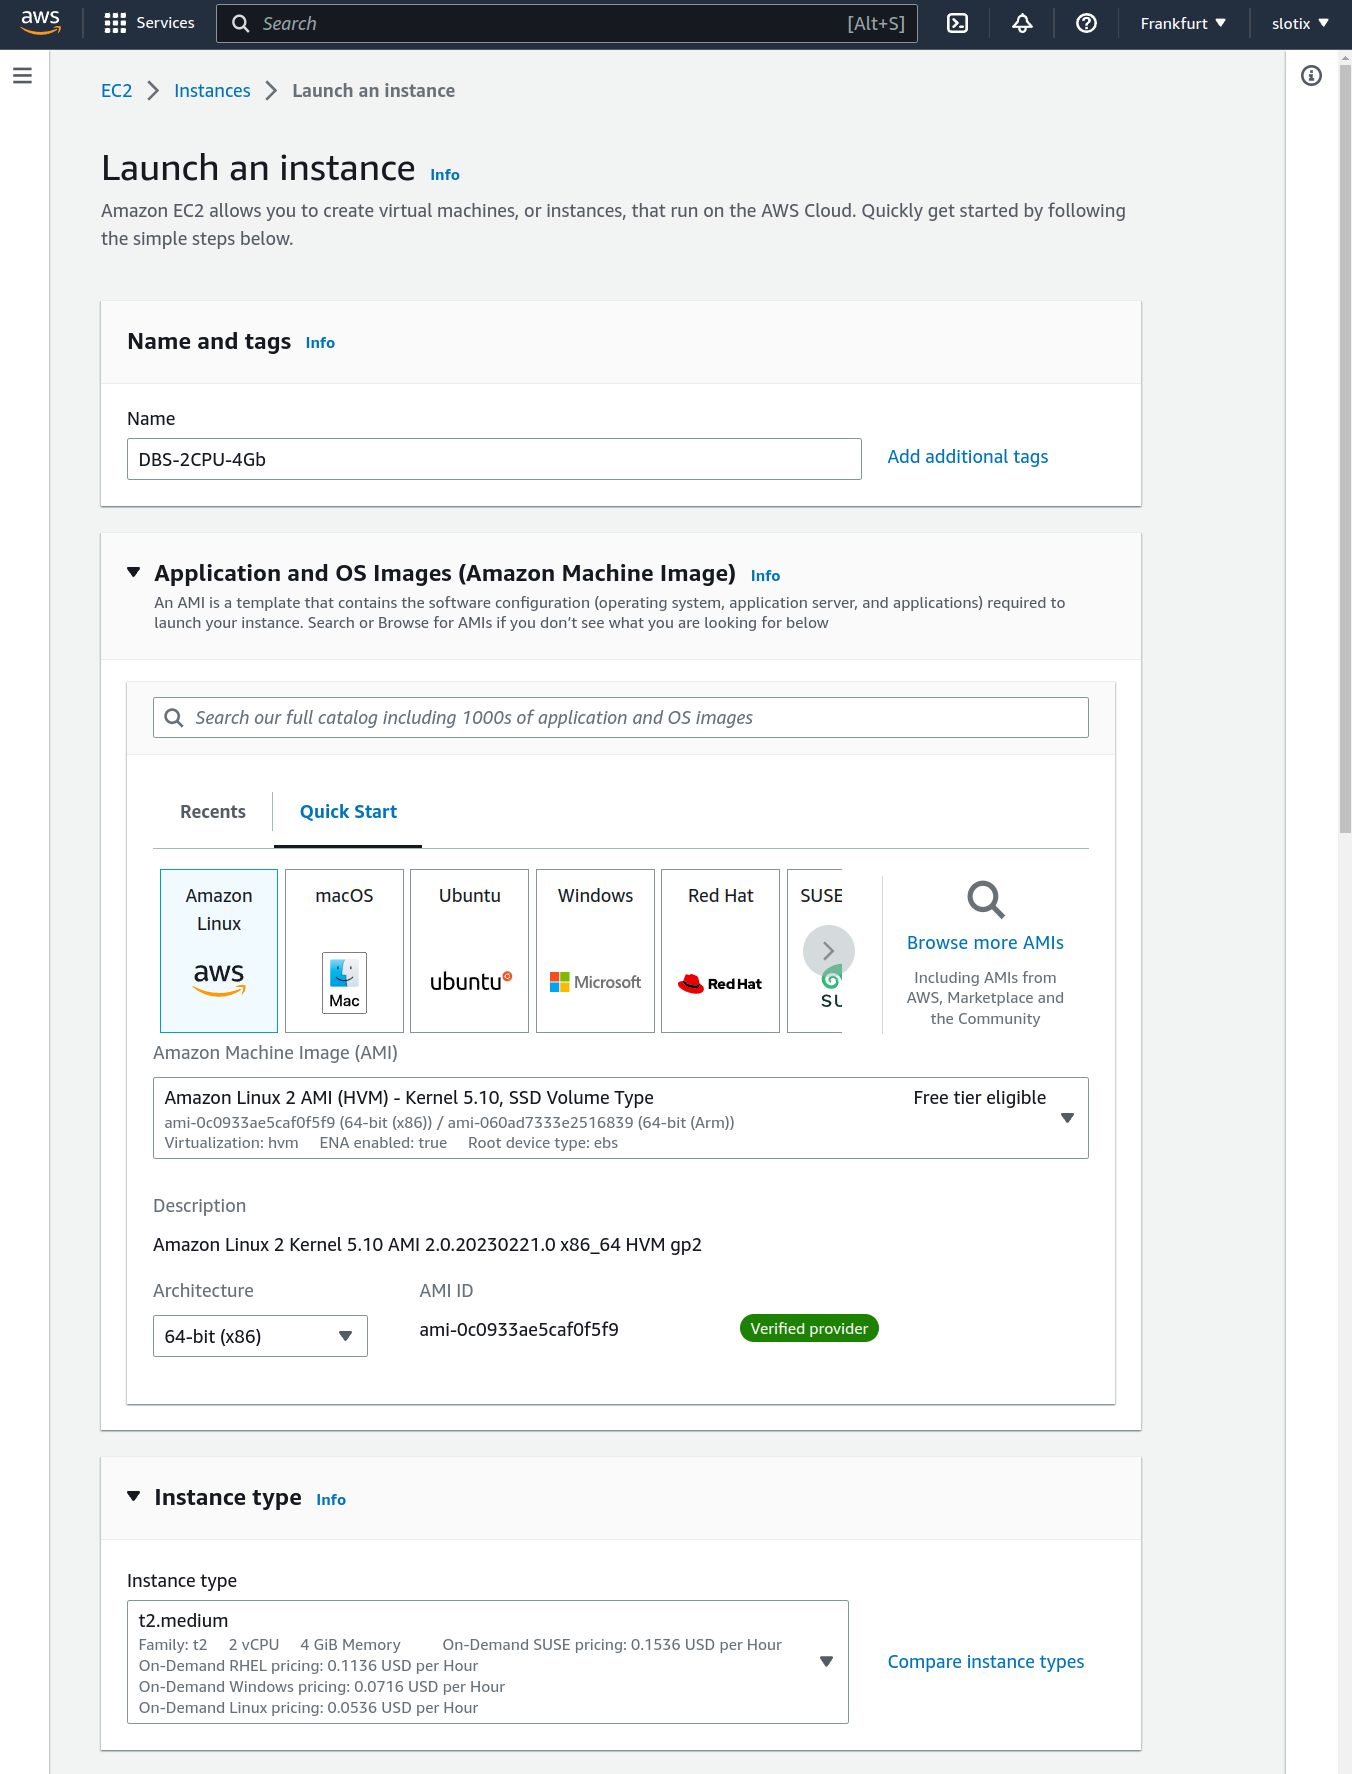 aws
Services
Search
[Alt+S]
Frankfurt
slotix
EC2
Instances
Launch an instance
Launch an instance Info
Amazon EC2 allows you to create virtual machines, or instances, that run on the AWS Cloud. Quickly get started by following
the simple steps below.
Name and tags Info
Name
DBS-2CPU-4Gb
Add additional tags
Application and OS Images (Amazon Machine Image) Info
An AMI is a template that contains the software configuration (operating system, application server, and applications) required to
launch your instance. Search or Browse for AMIs if you don’t see what you are looking for below
Search our full catalog including 1000s of application and OS images
Recents
Quick Start
Amazon
Linux
aws
macOS
Mac
Ubuntu
ubuntu
Windows
Microsoft
Red Hat
Red Hat
SUSE
SU
Browse more AMIs
Including AMIs from
AWS, Marketplace and
the Community
Amazon Machine Image (AMI)
Amazon Linux 2 AMI (HVM) - Kernel 5.10, SSD Volume Type
Free tier eligible
ami-0c0933ae5caf0f5f9 (64-bit (x86)) / ami-060ad7333e2516839 (64-bit (Arm))
Virtualization: hvm ENA enabled: true Root device type: ebs
Description
Amazon Linux 2 Kernel 5.10 AMI 2.0.20230221.0 x86_64 HVM gp2
Architecture
AMI ID
64-bit (x86)
ami-0c0933ae5caf0f5f9
Verified provider
Instance type Info
Instance type
t2.medium
Family: t2 2 vCPU 4 GiB Memory On-Demand SUSE pricing: 0.1536 USD per Hour
On-Demand RHEL pricing: 0.1136 USD per Hour
On-Demand Windows pricing: 0.0716 USD per Hour
On-Demand Linux pricing: 0.0536 USD per Hour
Compare instance types